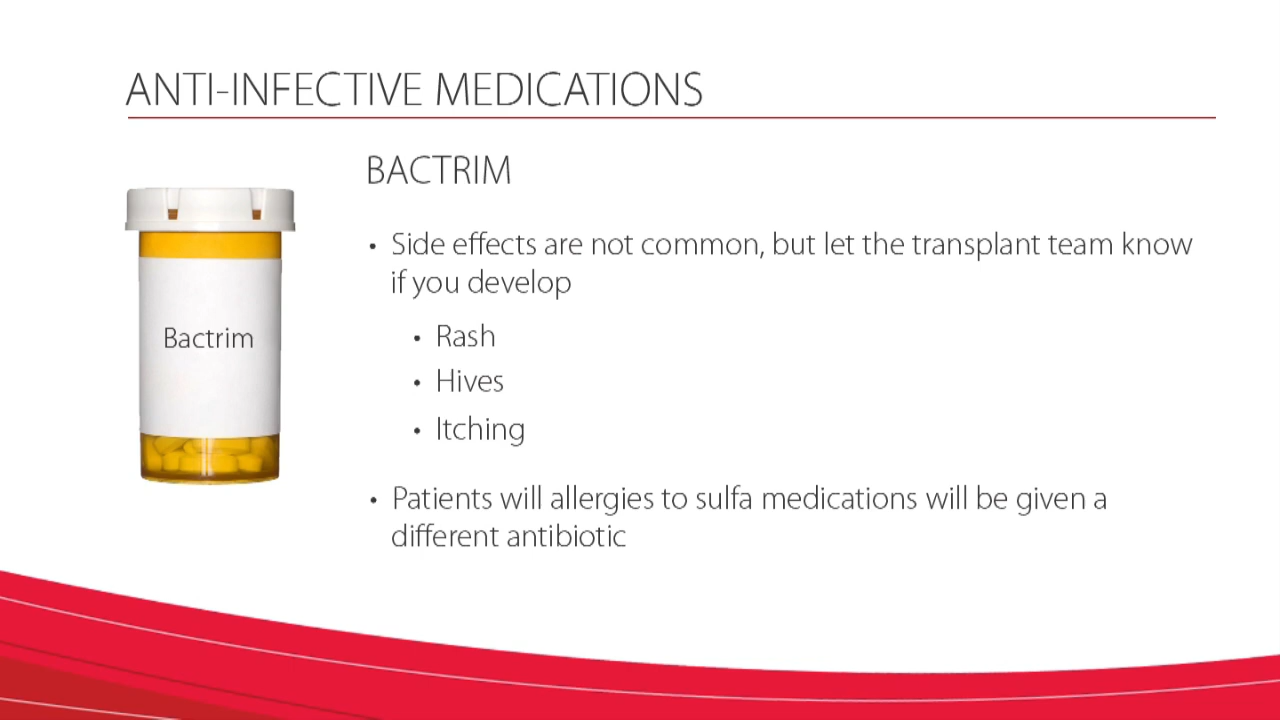 ANTI-INFECTIVE MEDICATIONS
BACTRIM
Bactrim
• Side effects are not common, but let the transplant team know
if you develop
• Rash
• Hives
• Itching
• Patients will allergies to sulfa medications will be given a
different antibiotic